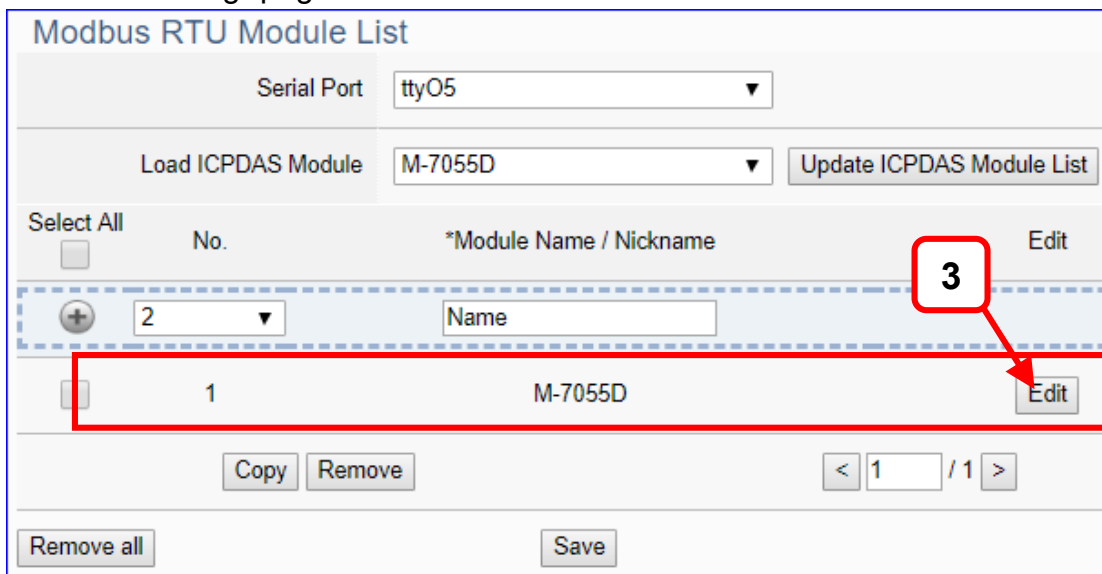 Modbus RTU Module List
Serial Port ttyO5
Load ICPDAS Module M-7055D Update ICPDAS Module List
Select All No. *Module Name / Nickname Edit
3
2 Name
1 M-7055D Edit
Copy Remove < 1 / 1 >
Remove all Save